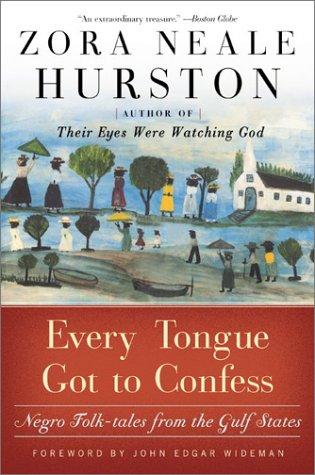 "An extraordinary treasure." —Boston Globe
ZORA NEALE
HURSTON
| AUTHOR OF |
Their Eyes Were Watching God
Every Tongue
Got to Confess
Negro Folk-tales from the Gulf States
FOREWORD BY JOHN EDGAR WIDEMAN